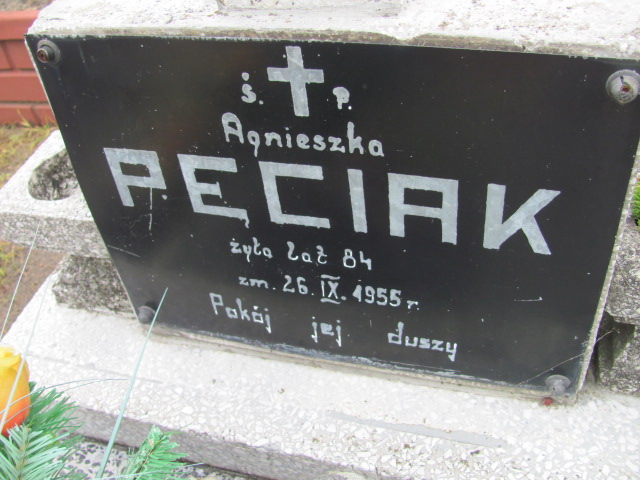 Ś. P.
Agnieszka
PĘCIAK
żyła lat 84
zm. 26.IX.1955 r.
Pokój jej duszy